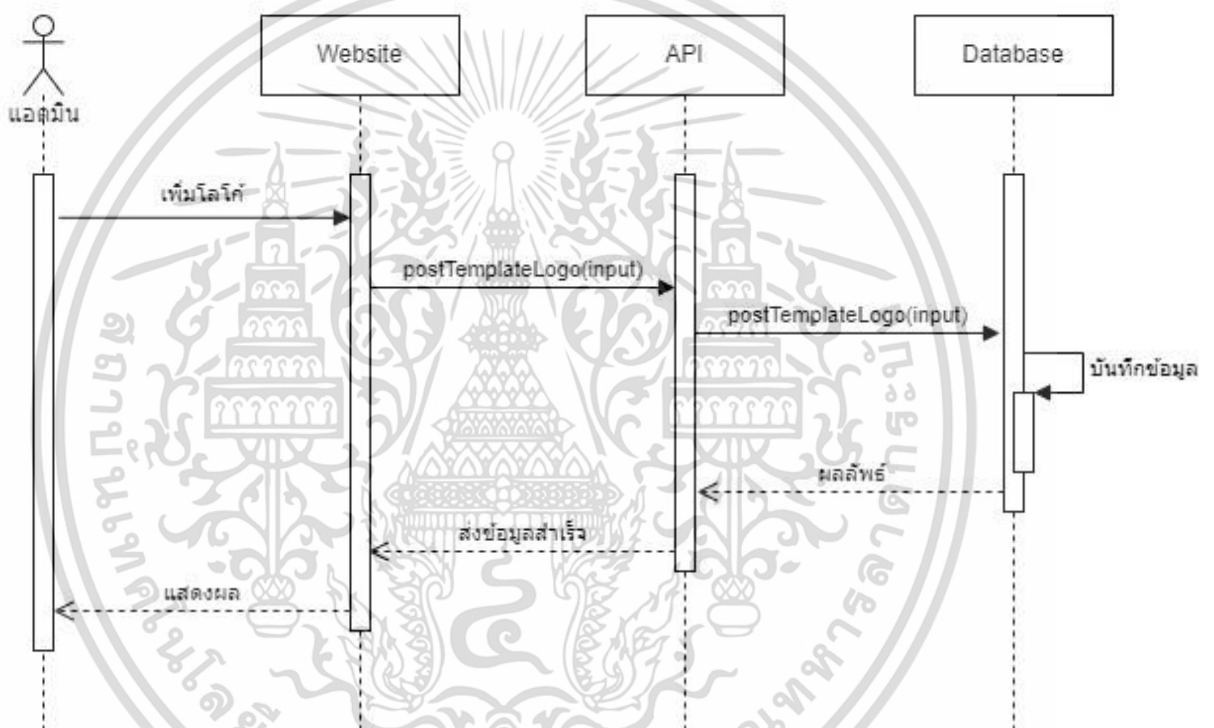 Website
API
Database
แอดมิน
เพิ่มโลโก้
postTemplateLogo(input)
postTemplateLogo(input)
บันทึกข้อมูล
ผลลัพธ์
ส่งข้อมูลสำเร็จ
แสดงผล